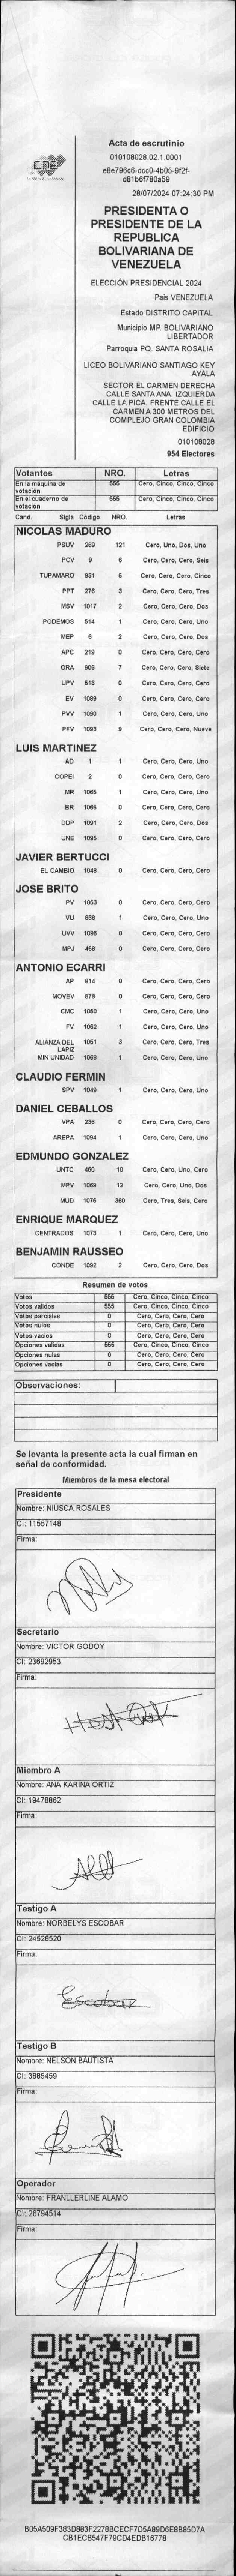 CNE
Acta de escrutinio
010108028.02.1.0001
e8e796c6-dcc0-4b05-9f2f-
d81b6f780a59
28/07/2024 07:24:30 PM
PRESIDENTA O
PRESIDENTE DE LA
REPUBLICA
BOLIVARIANA DE
VENEZUELA
ELECCIÓN PRESIDENCIAL 2024
País VENEZUELA
Estado DISTRITO CAPITAL
Municipio MP. BOLIVARIANO
LIBERTADOR
Parroquia PQ. SANTA ROSALIA
LICEO BOLIVARIANO SANTIAGO KEY
AYALA
SECTOR EL CARMEN DERECHA
CALLE SANTA ANA. IZQUIERDA
CALLE LA PICA. FRENTE CALLE EL
CARMEN A 300 METROS DEL
COMPLEJO GRAN COLOMBIA
EDIFICIO
010108028
954 Electores
Votantes NRO. Letras
En la máquina de votación 555 Cero, Cinco, Cinco, Cinco
En el cuaderno de votación 555 Cero, Cinco, Cinco, Cinco
Cand. Sigla Código NRO. Letras
NICOLAS MADURO
PSUV 269 121 Cero, Uno, Dos, Uno
PCV 9 6 Cero, Cero, Cero, Seis
TUPAMARO 931 5 Cero, Cero, Cero, Cinco
PPT 276 3 Cero, Cero, Cero, Tres
MSV 1017 2 Cero, Cero, Cero, Dos
PODEMOS 514 1 Cero, Cero, Cero, Uno
MEP 6 2 Cero, Cero, Cero, Dos
APC 219 0 Cero, Cero, Cero, Cero
ORA 906 7 Cero, Cero, Cero, Siete
UPV 513 0 Cero, Cero, Cero, Cero
EV 1089 0 Cero, Cero, Cero, Cero
PVV 1090 1 Cero, Cero, Cero, Uno
PFV 1093 9 Cero, Cero, Cero, Nueve
LUIS MARTINEZ
AD 1 1 Cero, Cero, Cero, Uno
COPEI 2 0 Cero, Cero, Cero, Cero
MR 1065 1 Cero, Cero, Cero, Uno
BR 1066 0 Cero, Cero, Cero, Cero
DDP 1091 2 Cero, Cero, Cero, Dos
UNE 1095 0 Cero, Cero, Cero, Cero
JAVIER BERTUCCI
EL CAMBIO 1048 0 Cero, Cero, Cero, Cero
JOSE BRITO
PV 1053 0 Cero, Cero, Cero, Cero
VU 868 1 Cero, Cero, Cero, Uno
UVV 1096 0 Cero, Cero, Cero, Cero
MPJ 458 0 Cero, Cero, Cero, Cero
ANTONIO ECARRI
AP 814 0 Cero, Cero, Cero, Cero
MOVEV 878 0 Cero, Cero, Cero, Cero
CMC 1050 1 Cero, Cero, Cero, Uno
FV 1052 1 Cero, Cero, Cero, Uno
ALIANZA DEL LAPIZ 1051 3 Cero, Cero, Cero, Tres
MIN UNIDAD 1068 1 Cero, Cero, Cero, Uno
CLAUDIO FERMIN
SPV 1049 1 Cero, Cero, Cero, Uno
DANIEL CEBALLOS
VPA 236 0 Cero, Cero, Cero, Cero
AREPA 1094 1 Cero, Cero, Cero, Uno
EDMUNDO GONZALEZ
UNTC 460 10 Cero, Cero, Uno, Cero
MPV 1069 12 Cero, Cero, Uno, Dos
MUD 1075 360 Cero, Tres, Seis, Cero
ENRIQUE MARQUEZ
CENTRADOS 1073 1 Cero, Cero, Cero, Uno
BENJAMIN RAUSSEO
CONDE 1092 2 Cero, Cero, Cero, Dos
Resumen de votos
Votos 555 Cero, Cinco, Cinco, Cinco
Votos validos 555 Cero, Cinco, Cinco, Cinco
Votos parciales 0 Cero, Cero, Cero, Cero
Votos nulos 0 Cero, Cero, Cero, Cero
Votos vacios 0 Cero, Cero, Cero, Cero
Opciones validas 555 Cero, Cinco, Cinco, Cinco
Opciones nulas 0 Cero, Cero, Cero, Cero
Opciones vacias 0 Cero, Cero, Cero, Cero
Observaciones:
Se levanta la presente acta la cual firman en
señal de conformidad.
Miembros de la mesa electoral
Presidente
Nombre: NIUSCA ROSALES
CI: 11557148
Firma:
Secretario
Nombre: VICTOR GODOY
CI: 23692953
Firma:
Miembro A
Nombre: ANA KARINA ORTIZ
CI: 19478862
Firma:
Testigo A
Nombre: NORBELYS ESCOBAR
CI: 24528520
Firma:
Escobar
Testigo B
Nombre: NELSON BAUTISTA
CI: 3885459
Firma:
Operador
Nombre: FRANLLERLINE ALAMO
CI: 26794514
Firma:
B05A509F383D883F2278BCECF7D5A89D6E8B85D7A
CB1ECB547F79CD4EDB16778